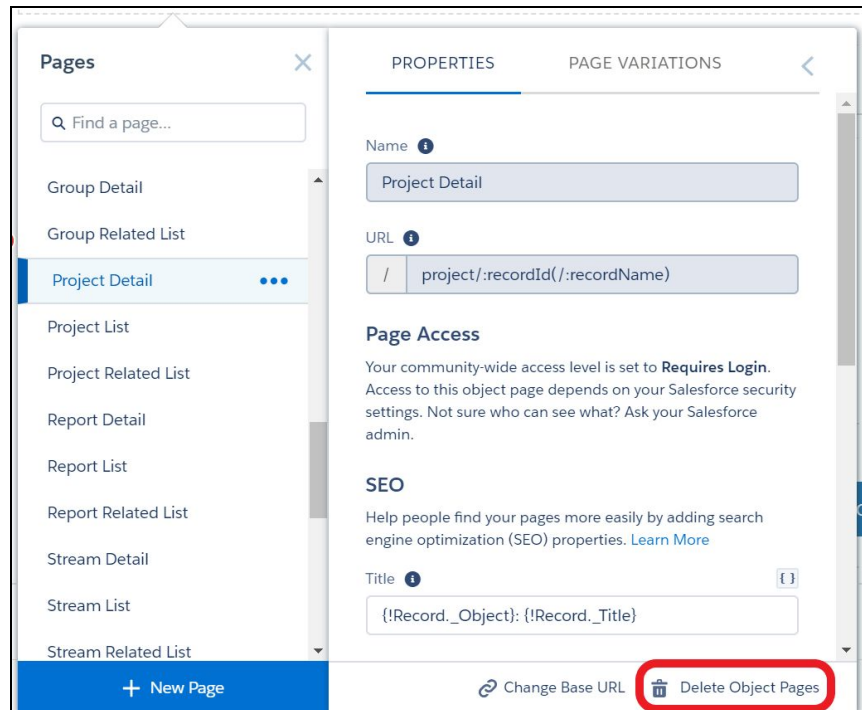 Pages
Find a page...
Group Detail
Group Related List
Project Detail
Project List
Project Related List
Report Detail
Report List
Report Related List
Stream Detail
Stream List
Stream Related List
+ New Page
PROPERTIES
PAGE VARIATIONS
Name
Project Detail
URL
/ project/:recordId(/:recordName)
Page Access
Your community-wide access level is set to Requires Login.
Access to this object page depends on your Salesforce security
settings. Not sure who can see what? Ask your Salesforce
admin.
SEO
Help people find your pages more easily by adding search
engine optimization (SEO) properties. Learn More
Title
{ }
{!Record._Object}: {!Record._Title}
Change Base URL
Delete Object Pages